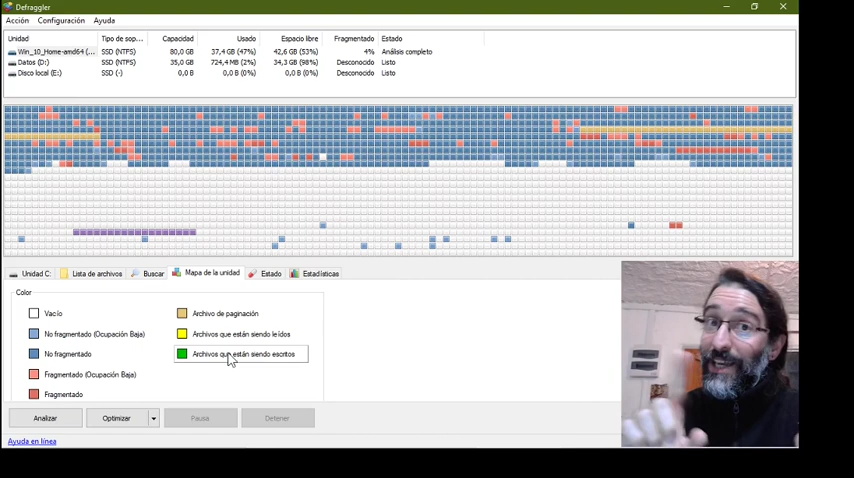 Defraggler
Acción Configuración Ayuda
Unidad Tipo de sop... Capacidad Usado Espacio libre Fragmentado Estado
Win_10_Home-amd64 (... SSD (NTFS) 80,0 GB 37,4 GB (47%) 42,6 GB (53%) 4% Análisis completo
Datos (D:) SSD (NTFS) 35,0 GB 724,4 MB (2%) 34,3 GB (98%) Desconocido Listo
Disco local (E:) SSD (-) 0,0 B 0,0 B (0%) 0,0 B (0%) Desconocido Listo
Unidad C: Lista de archivos Buscar Mapa de la unidad Estado Estadísticas
Color
Vacío Archivo de paginación
No fragmentado (Ocupación Baja) Archivos que están siendo leídos
No fragmentado Archivos que están siendo escritos
Fragmentado (Ocupación Baja)
Fragmentado
Analizar Optimizar Pausa Detener
Ayuda en línea